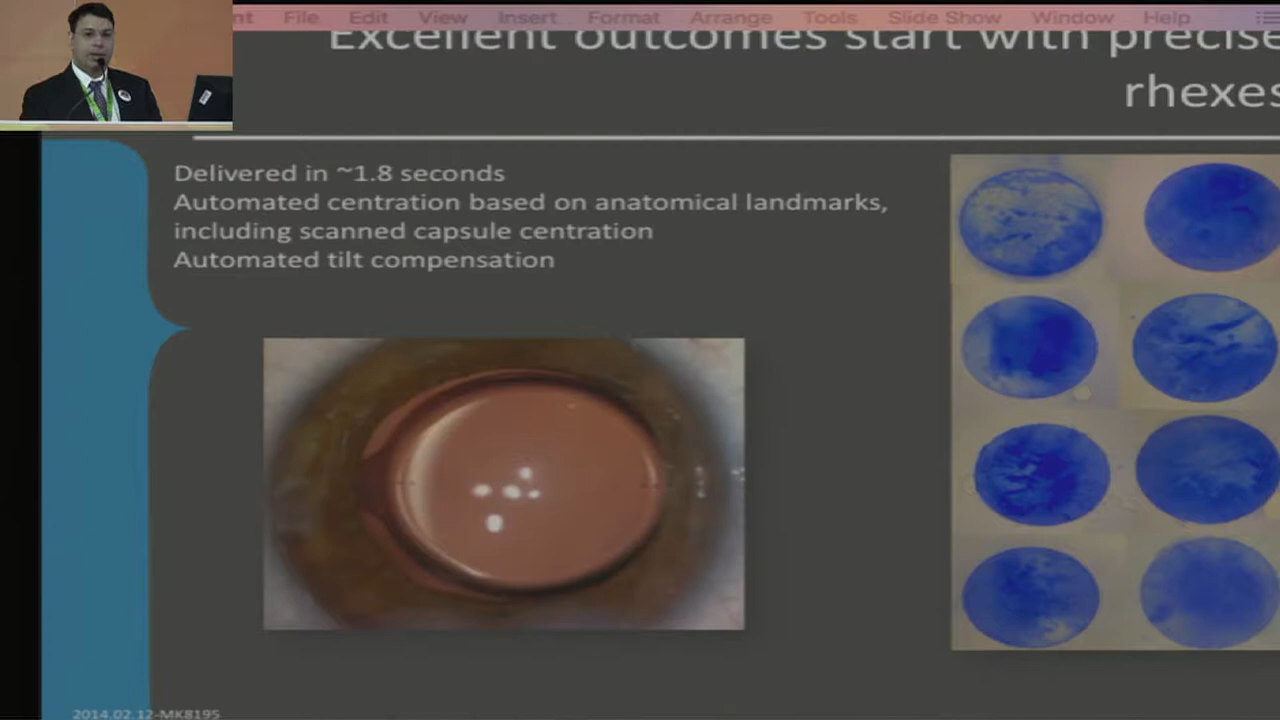 File Edit View Insert Format Arrange Tools Slide Show Window Help
Excellent outcomes start with precise
rhexes
Delivered in ~1.8 seconds
Automated centration based on anatomical landmarks,
including scanned capsule centration
Automated tilt compensation
2014.02.12-MK8195